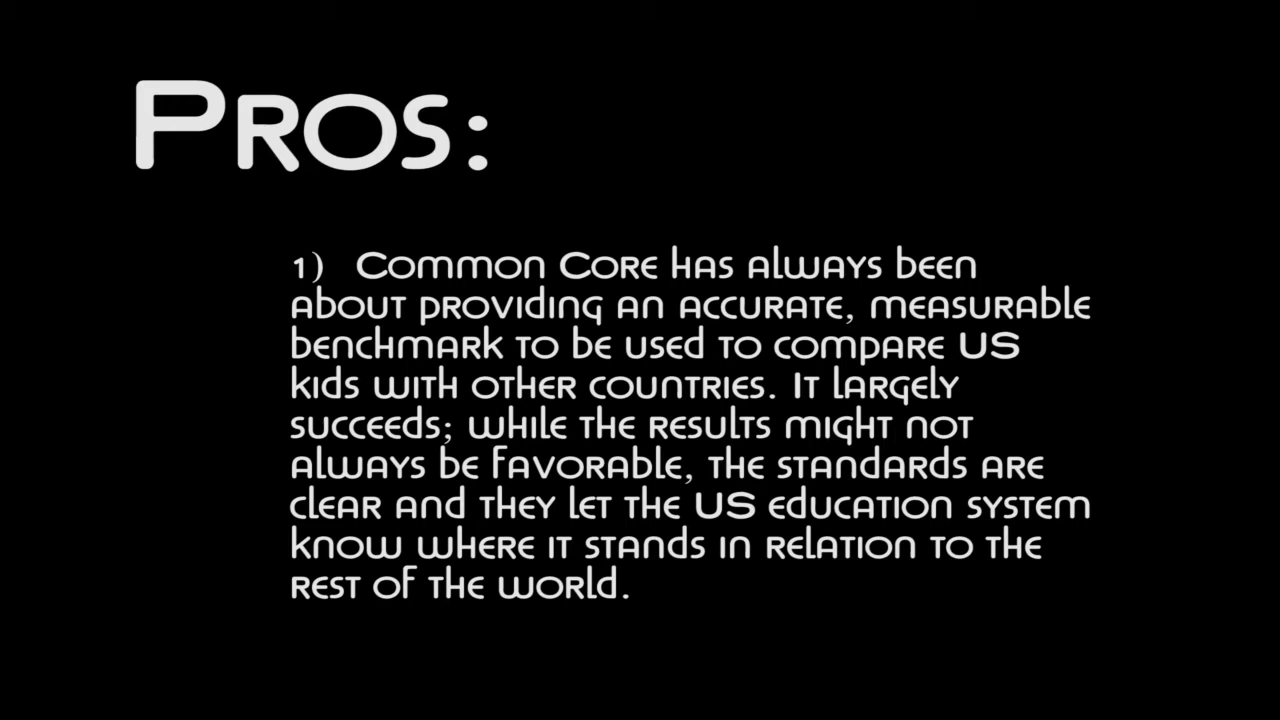 Pros:
1) Common Core has always been
about providing an accurate, measurable
benchmark to be used to compare US
kids with other countries. It largely
succeeds; while the results might not
always be favorable, the standards are
clear and they let the US education system
know where it stands in relation to the
rest of the world.